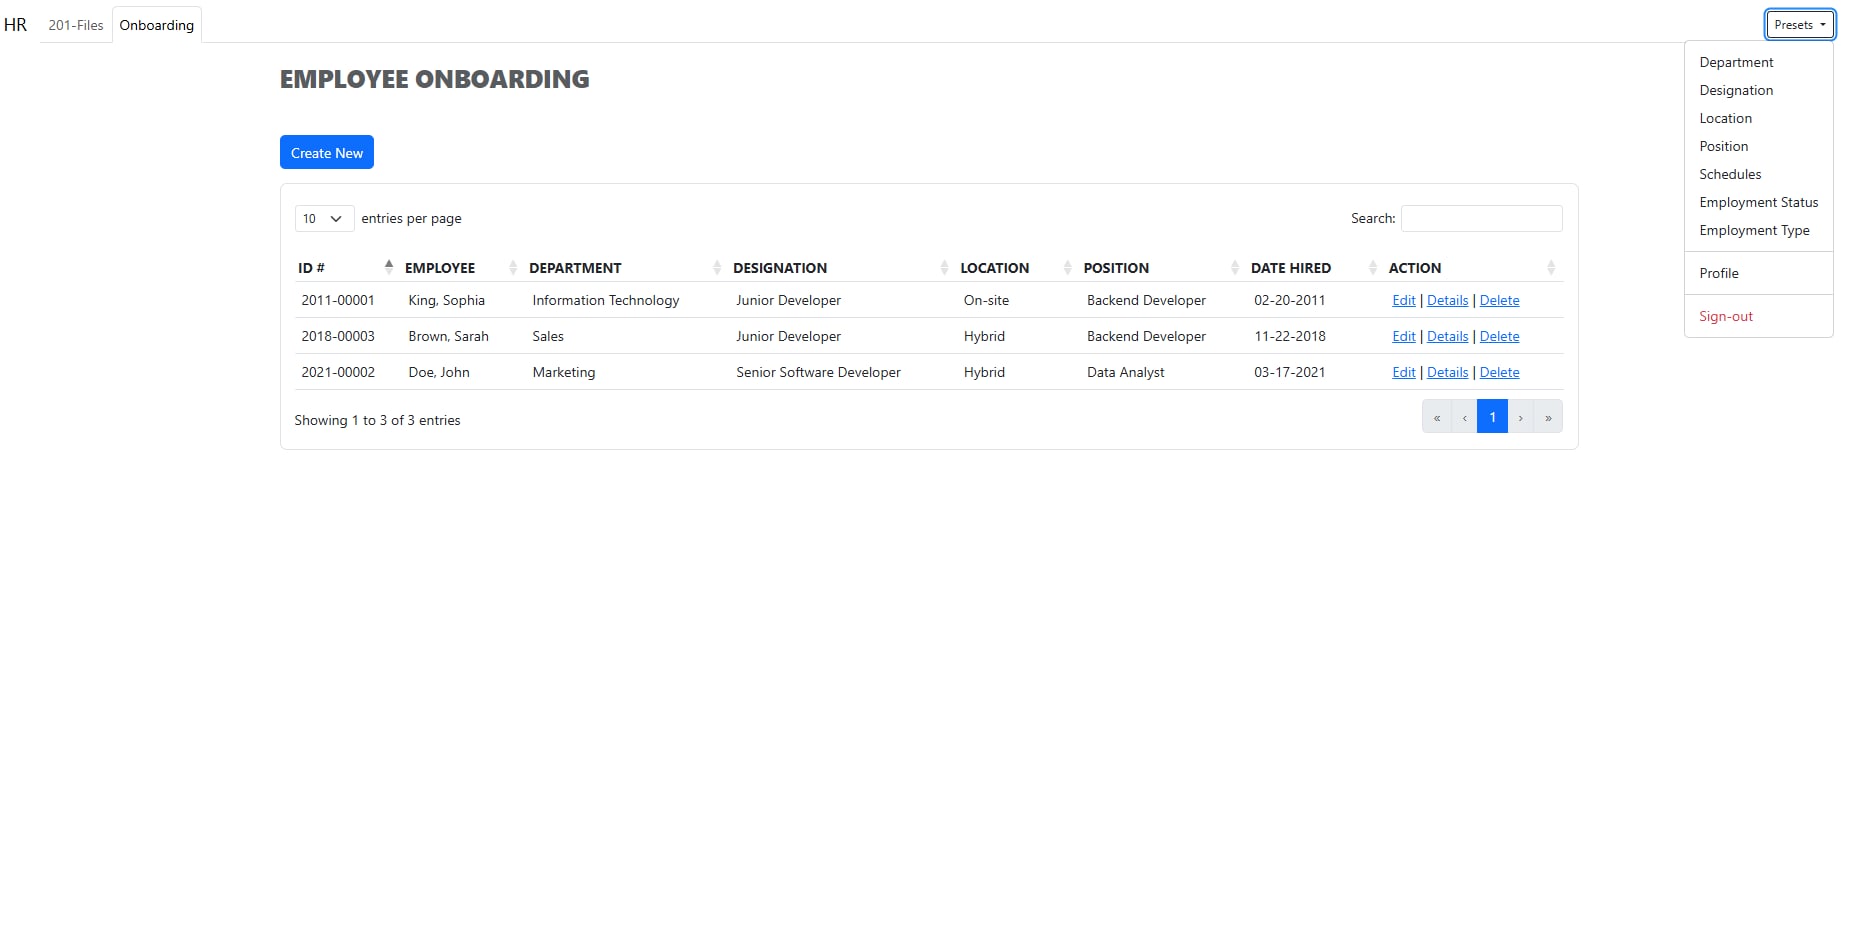 HR 201-Files Onboarding Presets
Department
Designation
Location
Position
Schedules
Employment Status
Employment Type
Profile
Sign-out
EMPLOYEE ONBOARDING
Create New
10 entries per page Search:
ID # EMPLOYEE DEPARTMENT DESIGNATION LOCATION POSITION DATE HIRED ACTION
2011-00001 King, Sophia Information Technology Junior Developer On-site Backend Developer 02-20-2011 Edit | Details | Delete
2018-00003 Brown, Sarah Sales Junior Developer Hybrid Backend Developer 11-22-2018 Edit | Details | Delete
2021-00002 Doe, John Marketing Senior Software Developer Hybrid Data Analyst 03-17-2021 Edit | Details | Delete
Showing 1 to 3 of 3 entries « ‹ 1 › »